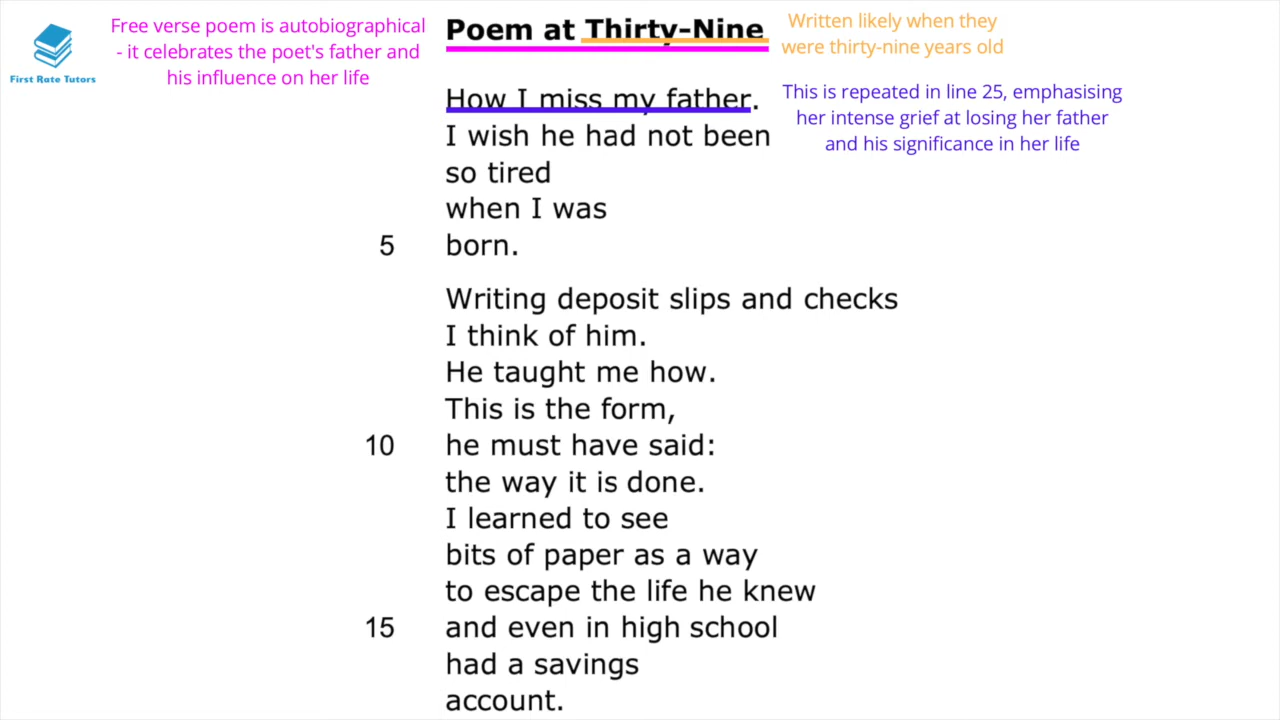 Free verse poem is autobiographical
- it celebrates the poet's father and
his influence on her life
First Rate Tutors
Poem at Thirty-Nine
Written likely when they
were thirty-nine years old
How I miss my father.
This is repeated in line 25, emphasising
her intense grief at losing her father
and his significance in her life
I wish he had not been
so tired
when I was
5 born.
Writing deposit slips and checks
I think of him.
He taught me how.
This is the form,
10 he must have said:
the way it is done.
I learned to see
bits of paper as a way
to escape the life he knew
15 and even in high school
had a savings
account.